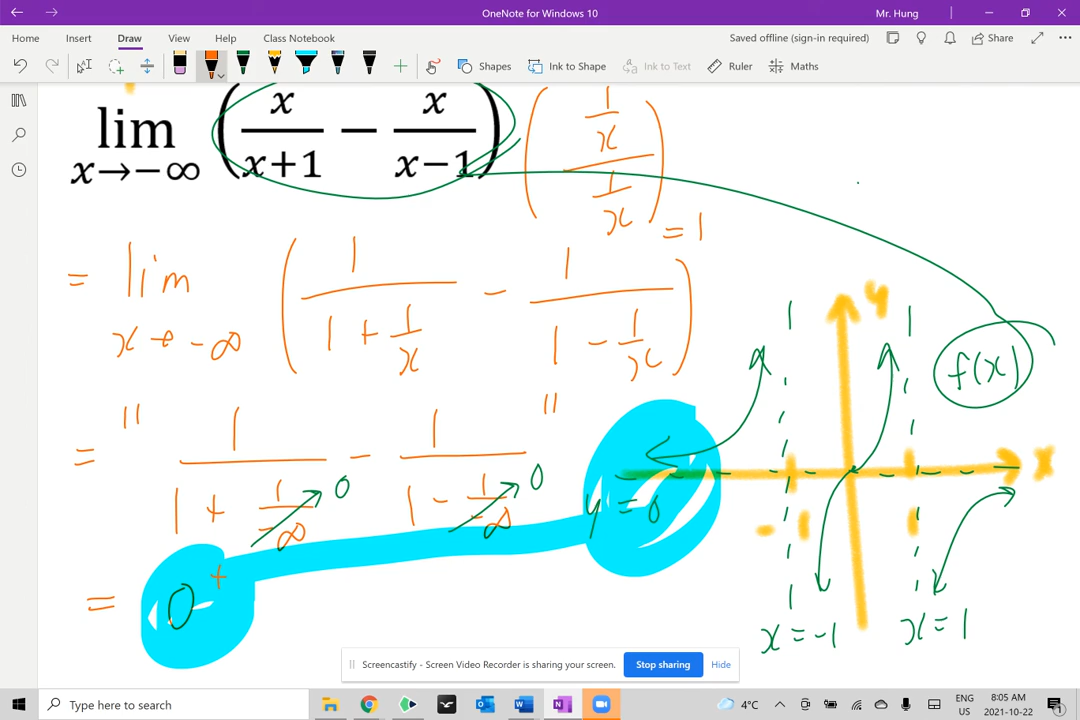 OneNote for Windows 10
Mr. Hung
Home Insert Draw View Help Class Notebook
Saved offline (sign-in required)
Share
Shapes Ink to Shape Ink to Text Ruler Maths
lim x→−∞ (x/(x+1) − x/(x−1)) ((1/x)/(1/x)) = 1
= lim x→−∞ (1/(1+1/x) − 1/(1−1/x))
= " 1/(1+1/−∞) → 0 − 1/(1−1/−∞) → 0 "
= 0⁺
y = 0
y
x
f(x)
-1 1
x = -1 x = 1
Screencastify - Screen Video Recorder is sharing your screen.
Stop sharing
Hide
Type here to search
4°C
ENG
US
8:05 AM
2021-10-22
1